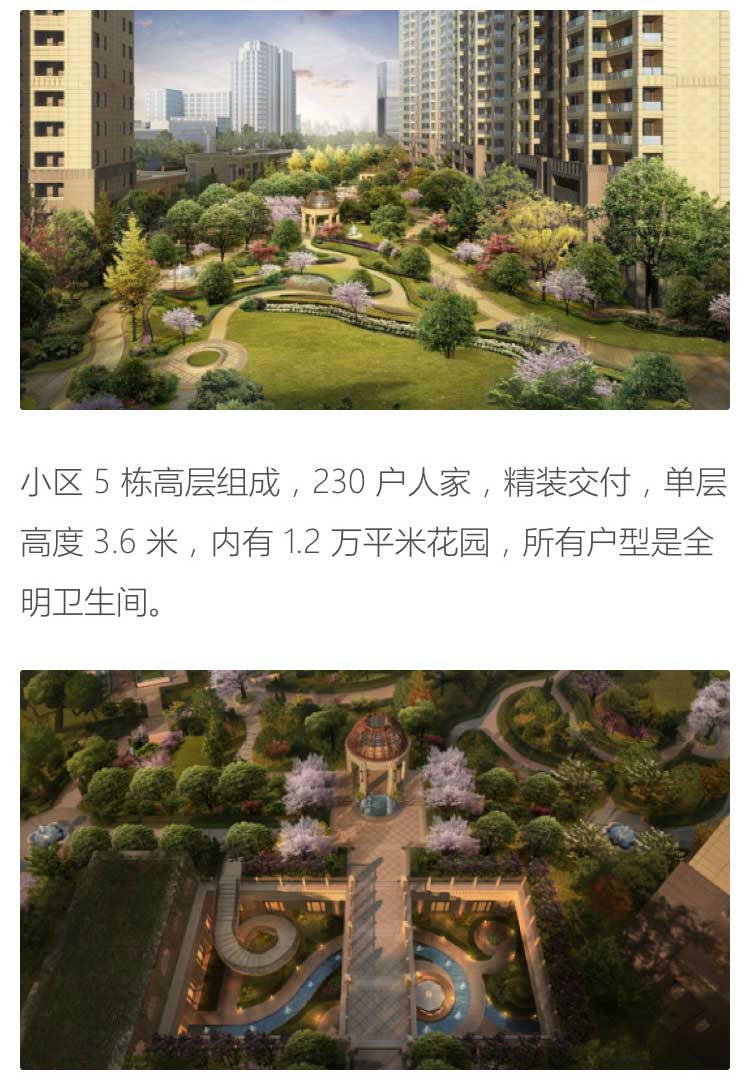 小区 5 栋高层组成，230 户人家，精装交付，单层
高度 3.6 米，内有 1.2 万平米花园，所有户型是全
明卫生间。